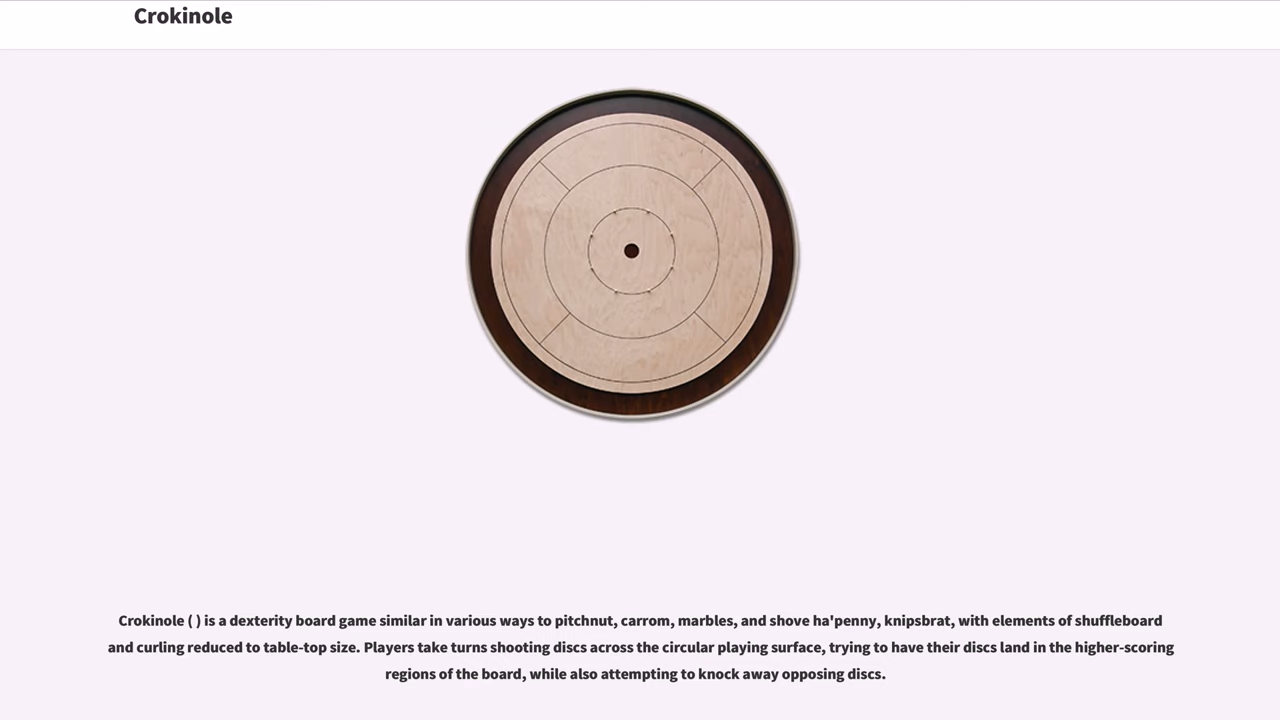 Crokinole
Crokinole ( ) is a dexterity board game similar in various ways to pitchnut, carrom, marbles, and shove ha'penny, knipsbrat, with elements of shuffleboard
and curling reduced to table-top size. Players take turns shooting discs across the circular playing surface, trying to have their discs land in the higher-scoring
regions of the board, while also attempting to knock away opposing discs.